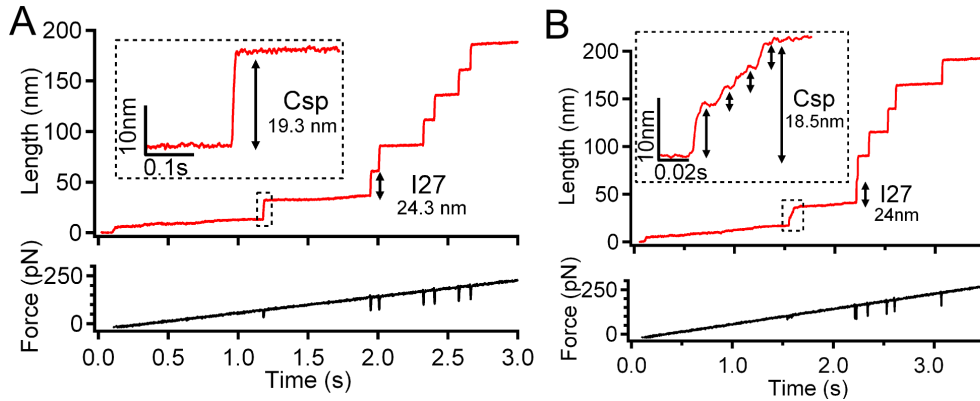 A
Length (nm)
200
150
100
50
0
10nm
0.1s
Csp
19.3 nm
I27
24.3 nm
Force (pN)
250
0
0.0
0.5
1.0
1.5
2.0
2.5
3.0
Time (s)
B
Length (nm)
200
150
100
50
0
10nm
0.02s
Csp
18.5nm
I27
24nm
Force (pN)
250
0
0.0
1.0
2.0
3.0
Time (s)